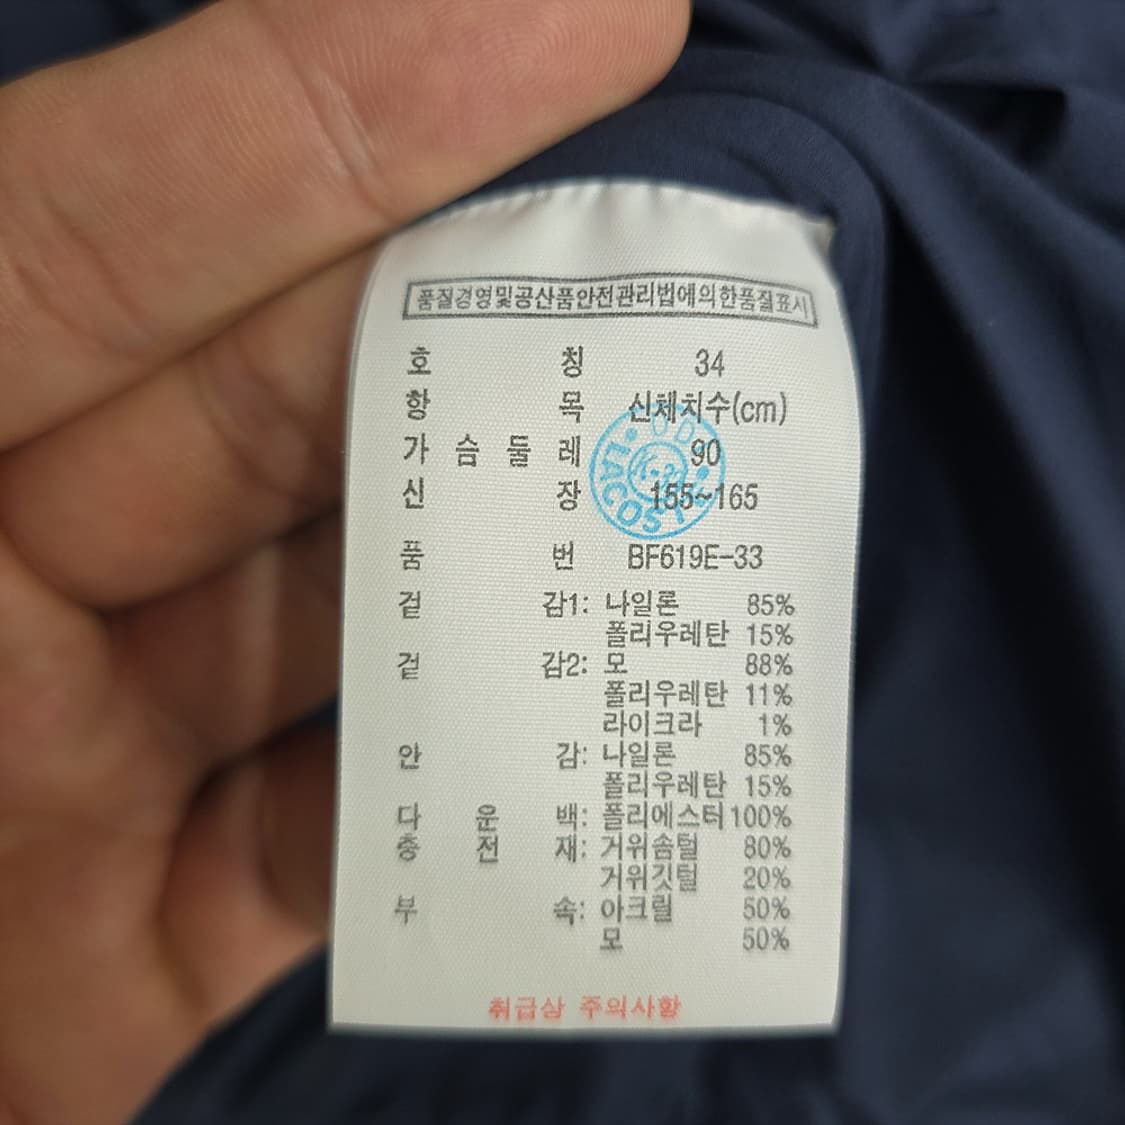 품질경영및공산품안전관리법에의한품질표시
호 칭 34
항 목 신체치수(cm)
가 슴 둘 레 90
신 장 155~165
품 번 BF619E-33
겉 감1: 나일론 85%
폴리우레탄 15%
겉 감2: 모 88%
폴리우레탄 11%
라이크라 1%
안 감: 나일론 85%
폴리우레탄 15%
다 운 백: 폴리에스터 100%
충 전 재: 거위솜털 80%
거위깃털 20%
부 속: 아크릴 50%
모 50%
취급상 주의사항